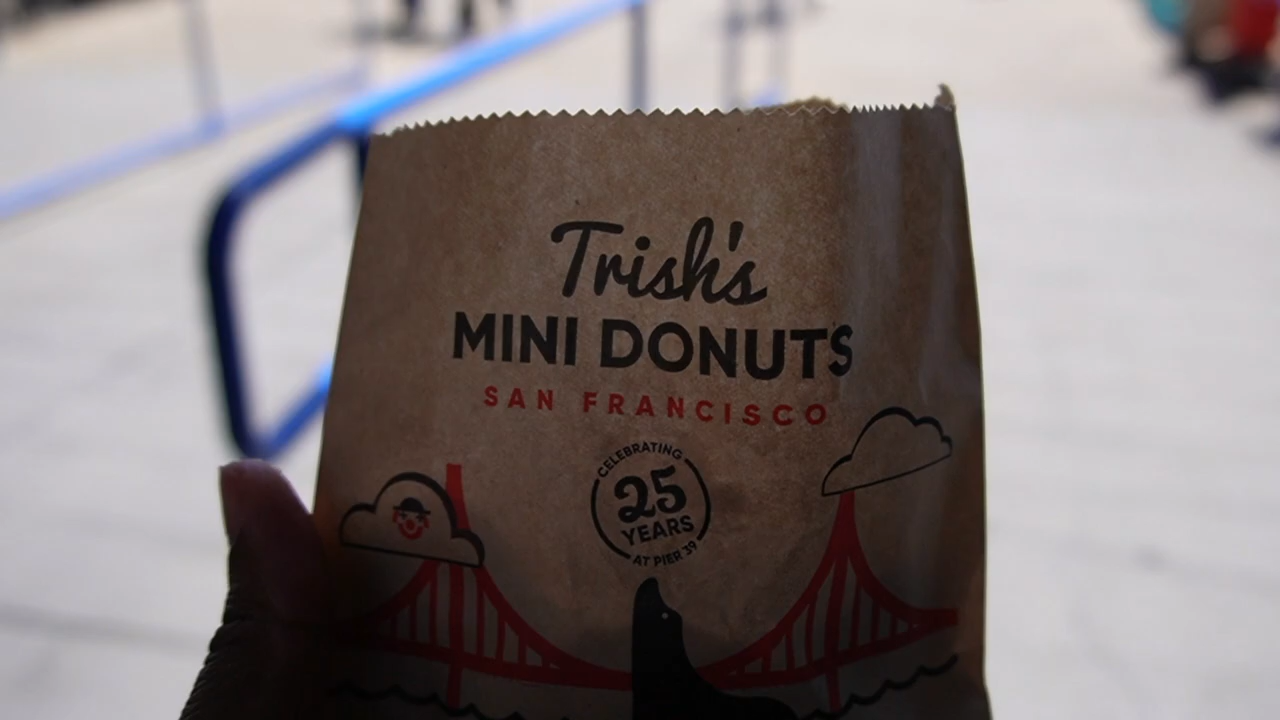 Trish's
MINI DONUTS
SAN FRANCISCO
CELEBRATING
25
YEARS
AT PIER 39